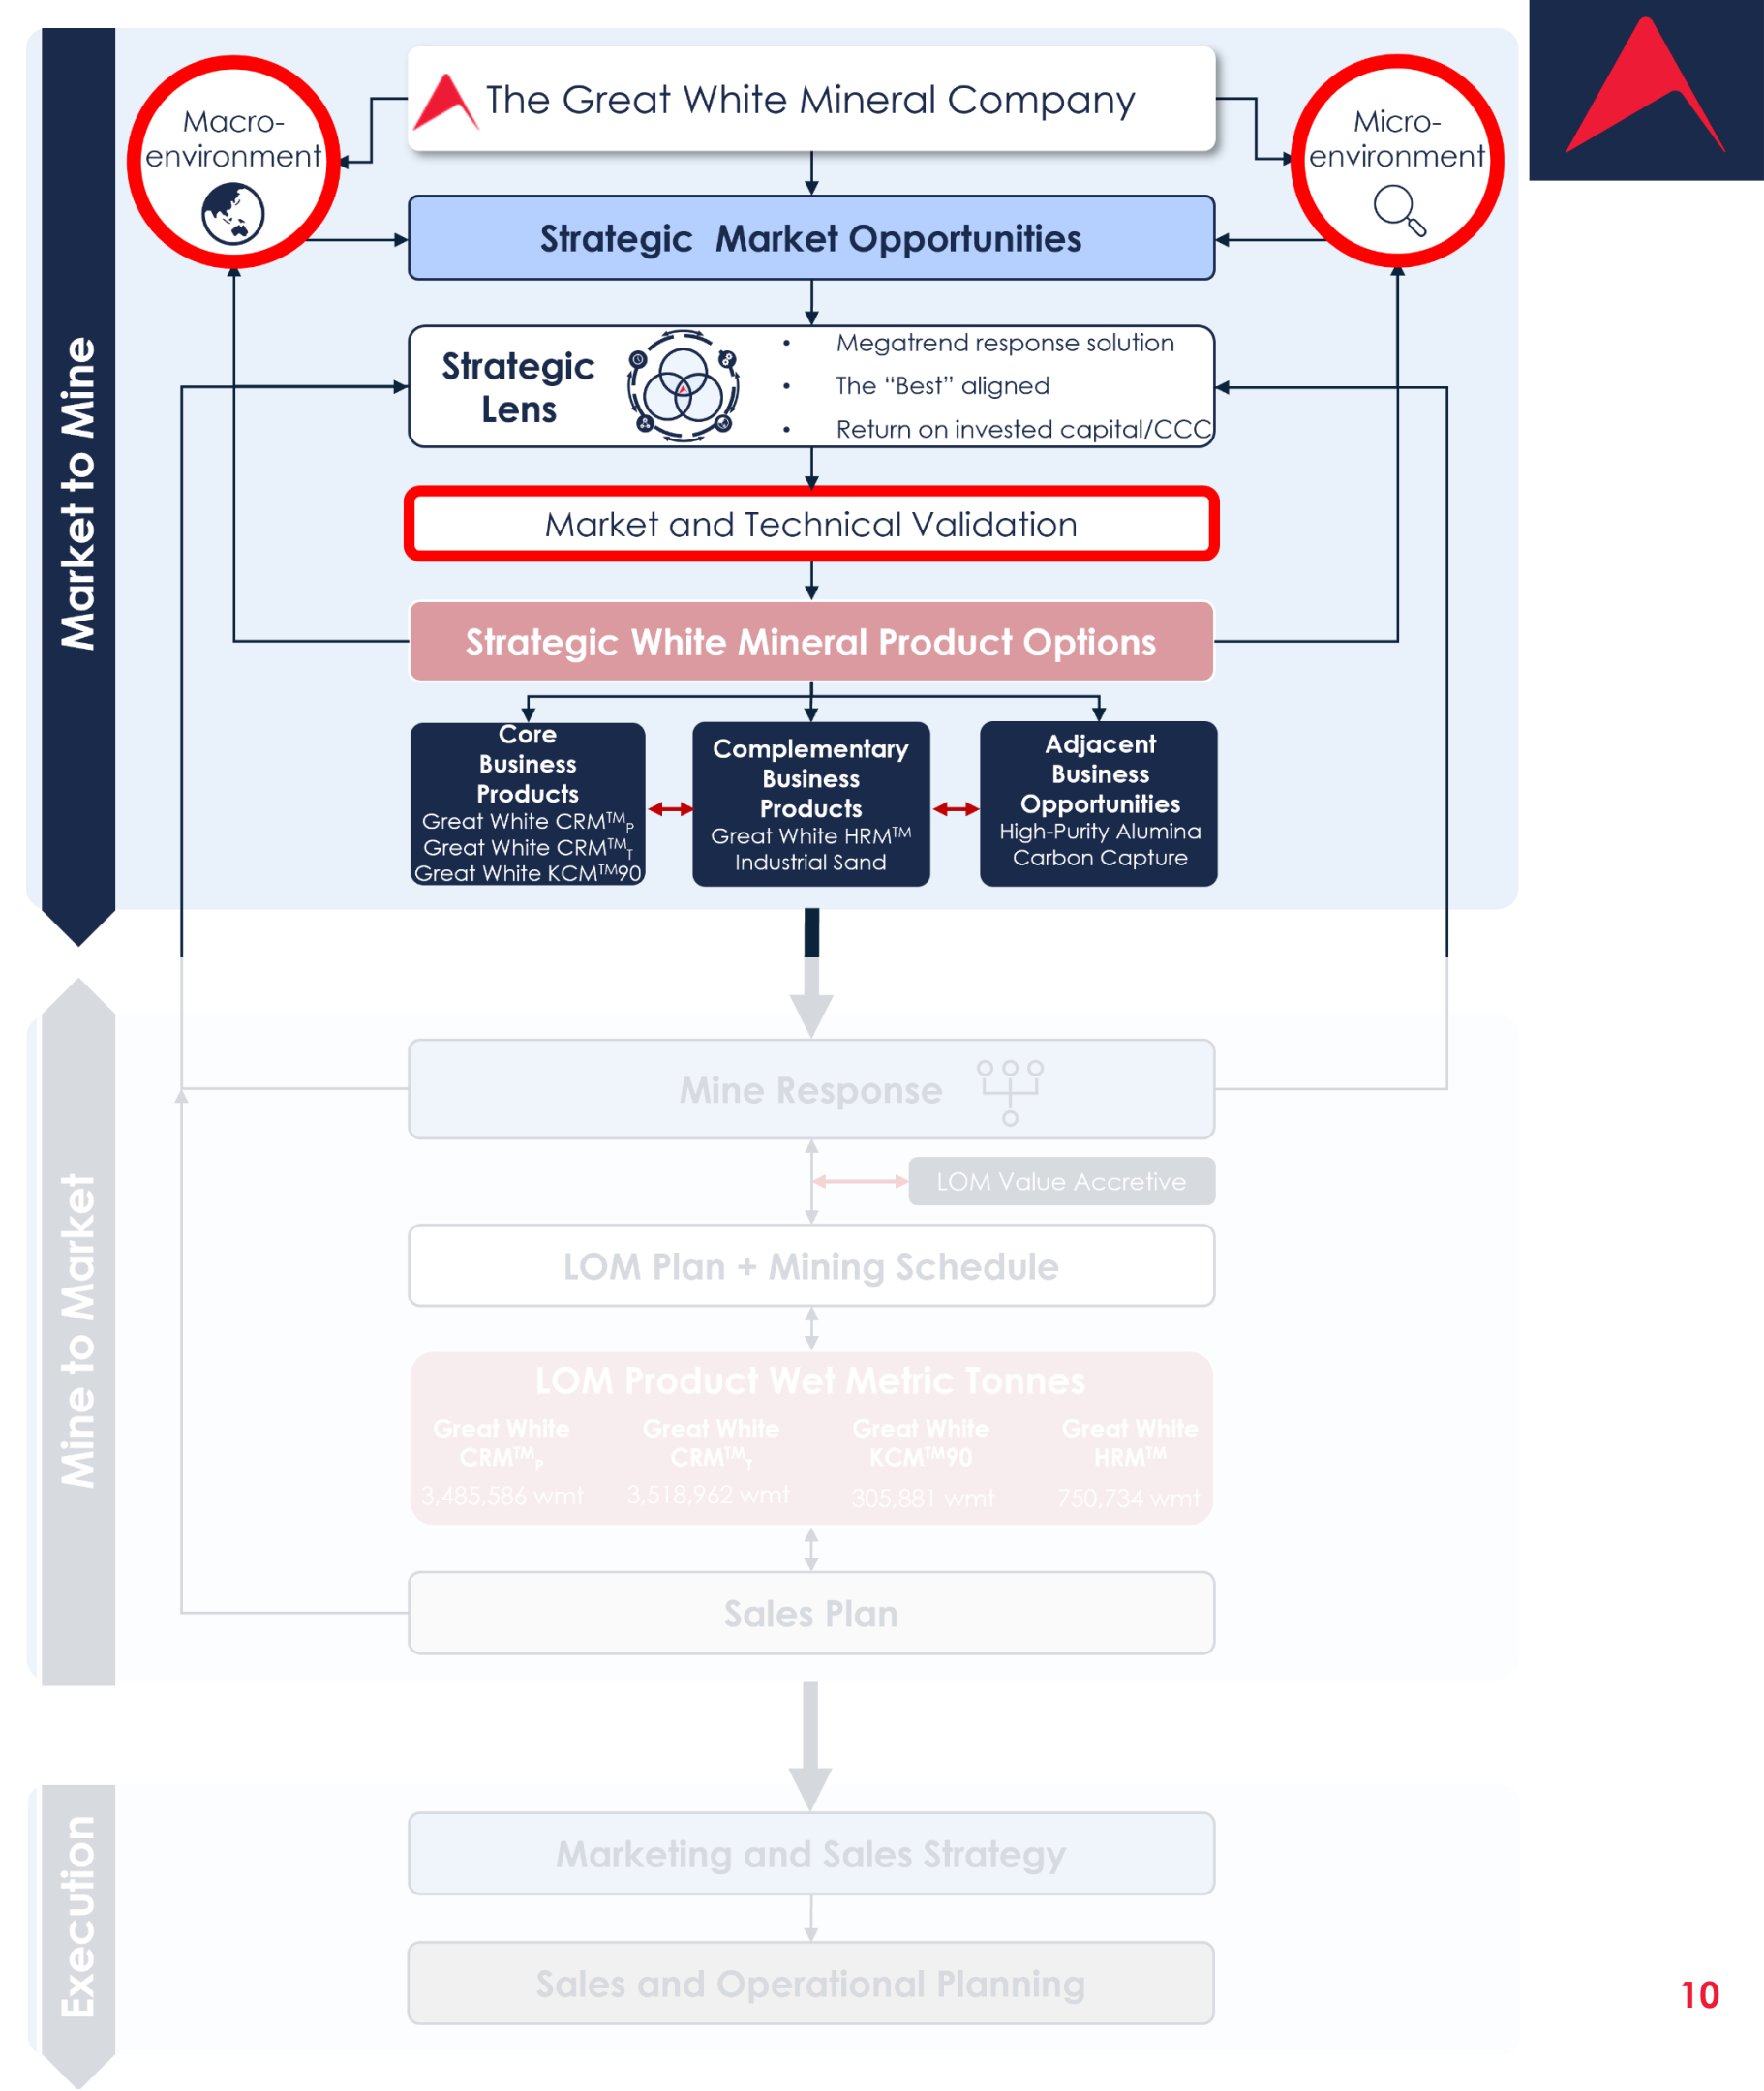 The Great White Mineral Company
Macro-
environment
Micro-
environment
Strategic  Market Opportunities
Strategic
Lens
• Megatrend response solution
• The “Best” aligned
• Return on invested capital/CCC
Market to Mine
Market and Technical Validation
Strategic White Mineral Product Options
Core
Business
Products
Great White CRM™P
Great White CRM™T
Great White KCM™90
Complementary
Business
Products
Great White HRM™
Industrial Sand
Adjacent
Business
Opportunities
High-Purity Alumina
Carbon Capture
Mine to Market
Mine Response
LOM Value Accretive
LOM Plan + Mining Schedule
LOM Product Wet Metric Tonnes
Great White
CRM™P
3,485,586 wmt
Great White
CRM™T
3,518,962 wmt
Great White
KCM™90
305,881 wmt
Great White
HRM™
750,734 wmt
Sales Plan
Execution
Marketing and Sales Strategy
Sales and Operational Planning
10